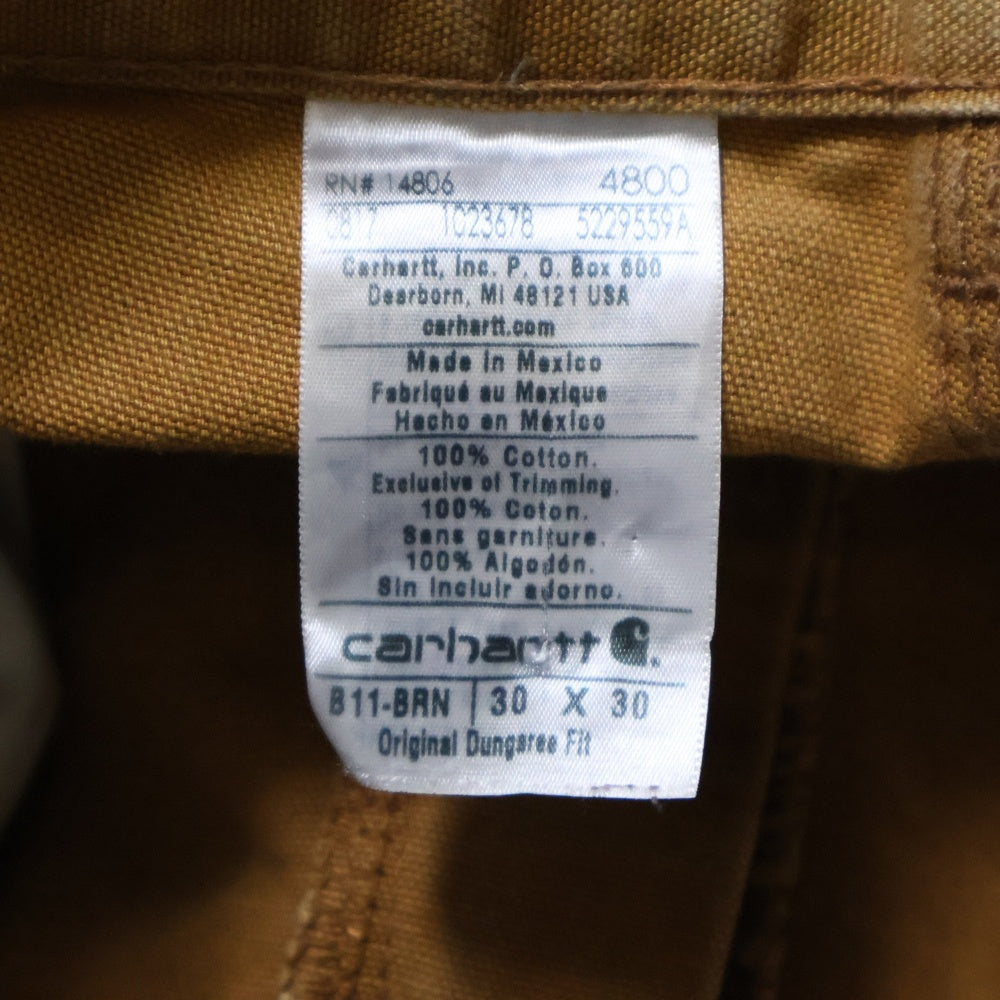 RN# 14806 4800
0817 1023678 5229559A
Carhartt, Inc. P. O. Box 600
Dearborn, MI 48121 USA
carhartt.com
Made in Mexico
Fabriqué au Mexique
Hecho en México
100% Cotton.
Exclusive of Trimming.
100% Coton.
Sans garniture.
100% Algodón.
Sin incluir adorno.
carhartt
B11-BRN 30 X 30
Original Dungaree Fit